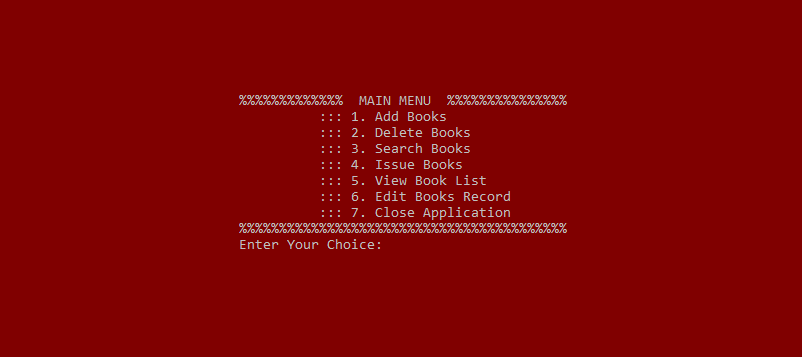 %%%%%%%%%%%%%  MAIN MENU  %%%%%%%%%%%%%%%
::: 1. Add Books
::: 2. Delete Books
::: 3. Search Books
::: 4. Issue Books
::: 5. View Book List
::: 6. Edit Books Record
::: 7. Close Application
%%%%%%%%%%%%%%%%%%%%%%%%%%%%%%%%%%%%%%%%%
Enter Your Choice: